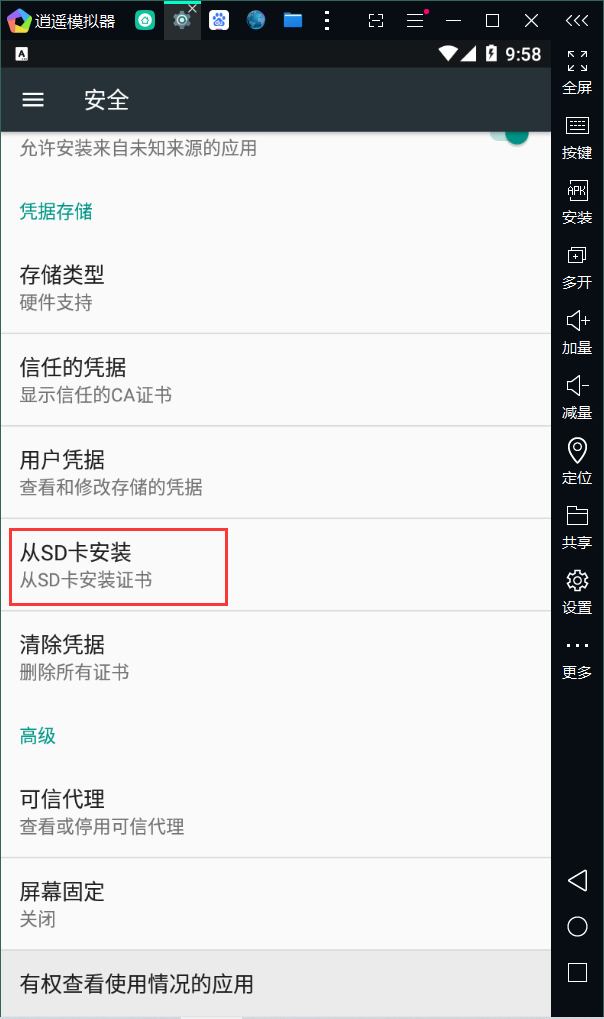 逍遥模拟器
A
9:58
安全
允许安装来自未知来源的应用
凭据存储
存储类型
硬件支持
信任的凭据
显示信任的CA证书
用户凭据
查看和修改存储的凭据
从SD卡安装
从SD卡安装证书
清除凭据
删除所有证书
高级
可信代理
查看或停用可信代理
屏幕固定
关闭
有权查看使用情况的应用
全屏
按键
APK
安装
多开
加量
减量
定位
共享
设置
更多